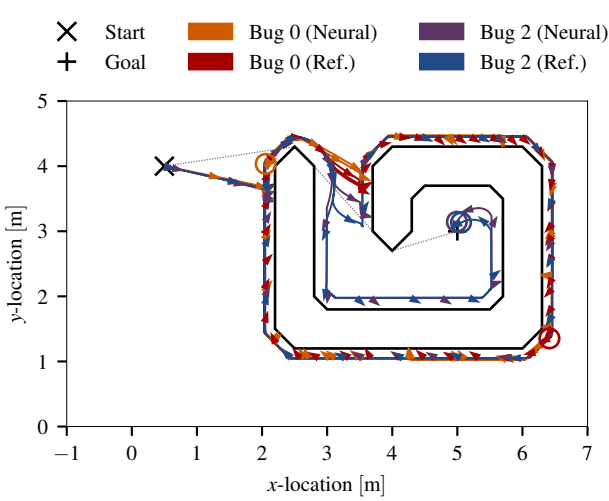 Start
Goal
Bug 0 (Neural)
Bug 0 (Ref.)
Bug 2 (Neural)
Bug 2 (Ref.)
5
4
3
2
1
0
y-location [m]
−1 0 1 2 3 4 5 6 7
x-location [m]